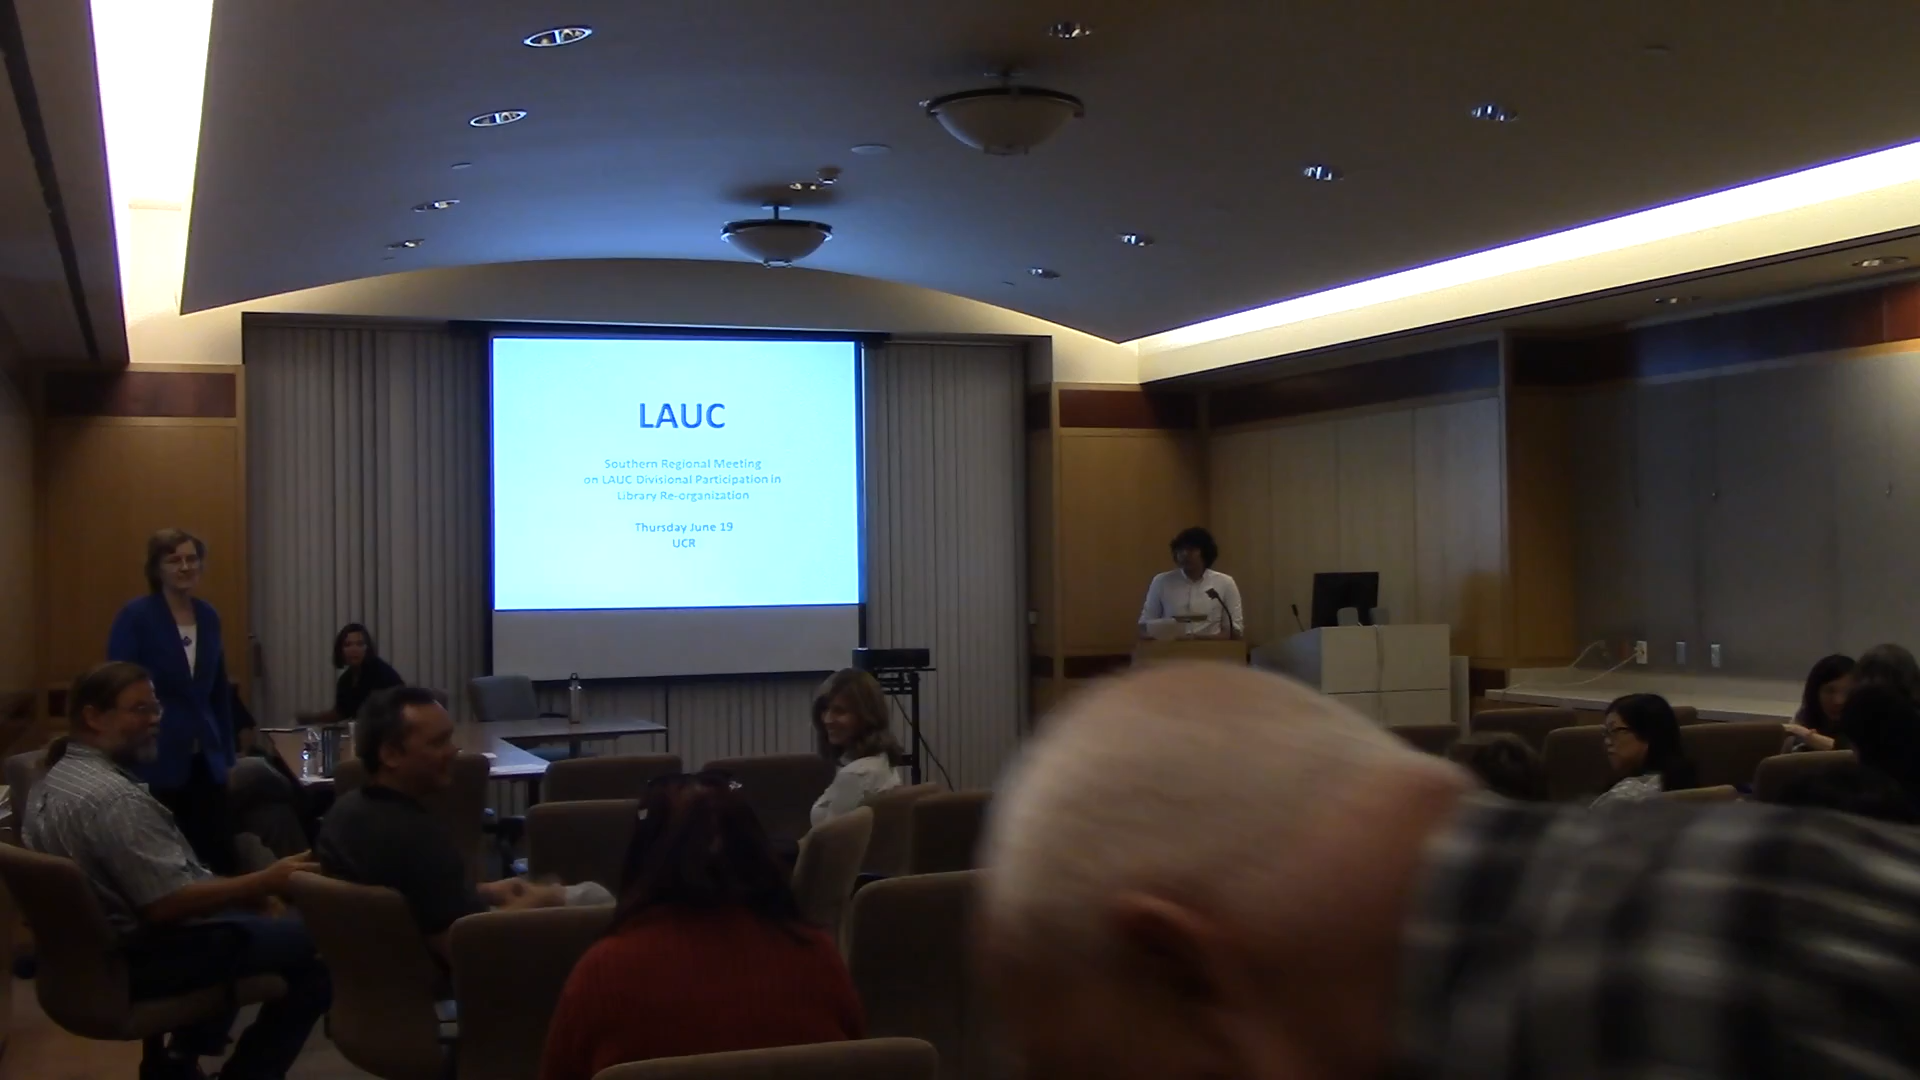 LAUC
Southern Regional Meeting
on LAUC Divisional Participation in
Library Re-organization
Thursday June 19
UCR